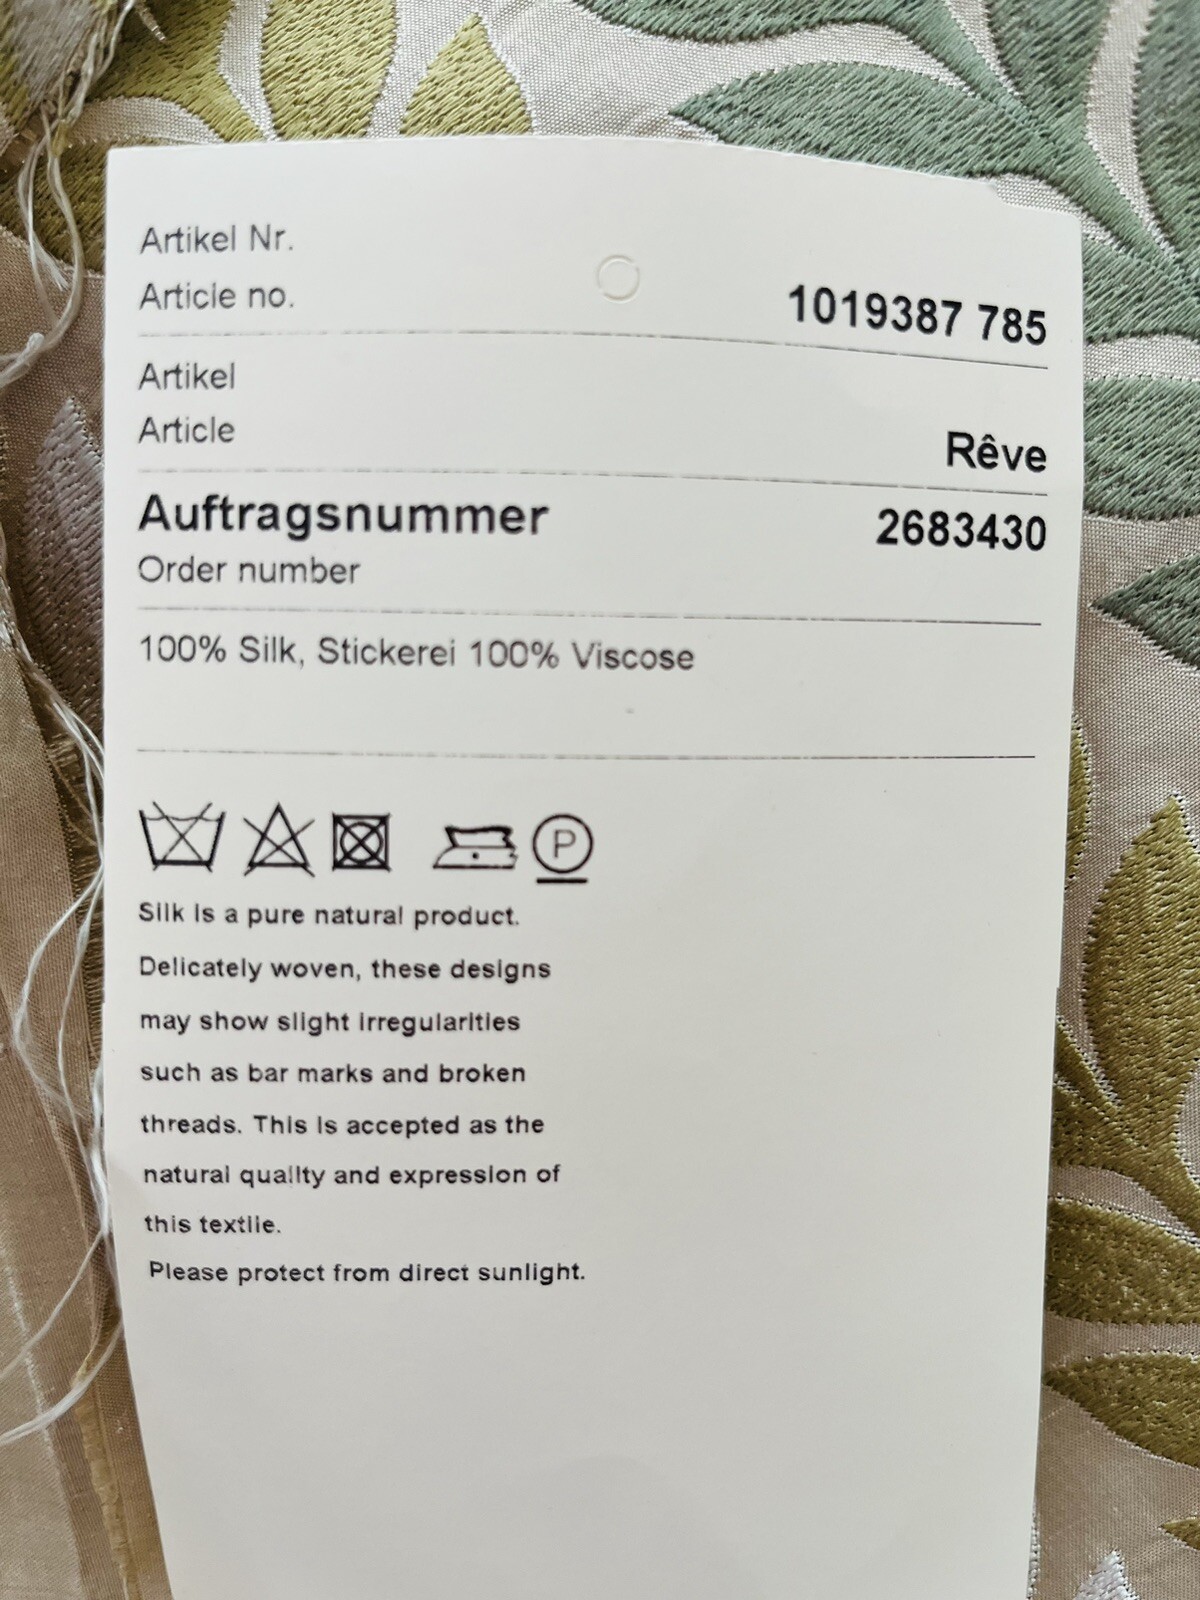 Artikel Nr.
Article no.
1019387 785
Artikel
Article
Rêve
Auftragsnummer
2683430
Order number
100% Silk, Stickerei 100% Viscose
P
Silk is a pure natural product.
Delicately woven, these designs
may show slight irregularities
such as bar marks and broken
threads. This is accepted as the
natural quality and expression of
this textile.
Please protect from direct sunlight.